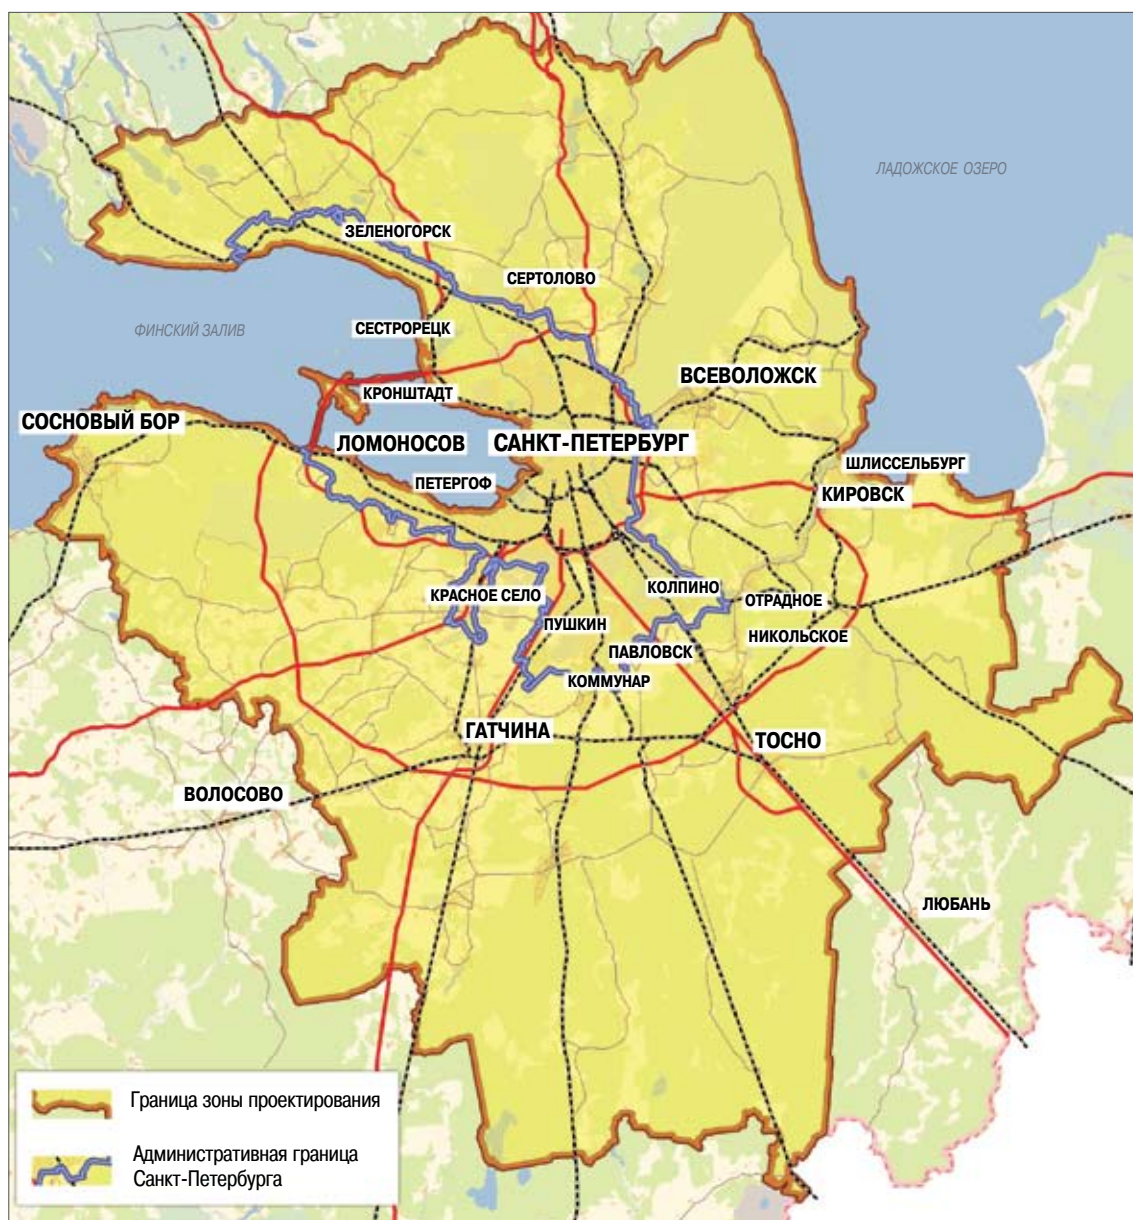 ЛАДОЖСКОЕ ОЗЕРО
ЗЕЛЕНОГОРСК
СЕРТОЛОВО
ФИНСКИЙ ЗАЛИВ
СЕСТРОРЕЦК
ВСЕВОЛОЖСК
КРОНШТАДТ
СОСНОВЫЙ БОР
ЛОМОНОСОВ
САНКТ-ПЕТЕРБУРГ
ШЛИССЕЛЬБУРГ
ПЕТЕРГОФ
КИРОВСК
КОЛПИНО
КРАСНОЕ СЕЛО
ОТРАДНОЕ
ПУШКИН
НИКОЛЬСКОЕ
ПАВЛОВСК
КОММУНАР
ГАТЧИНА
ТОСНО
ВОЛОСОВО
ЛЮБАНЬ
Граница зоны проектирования
Административная граница
Санкт-Петербурга